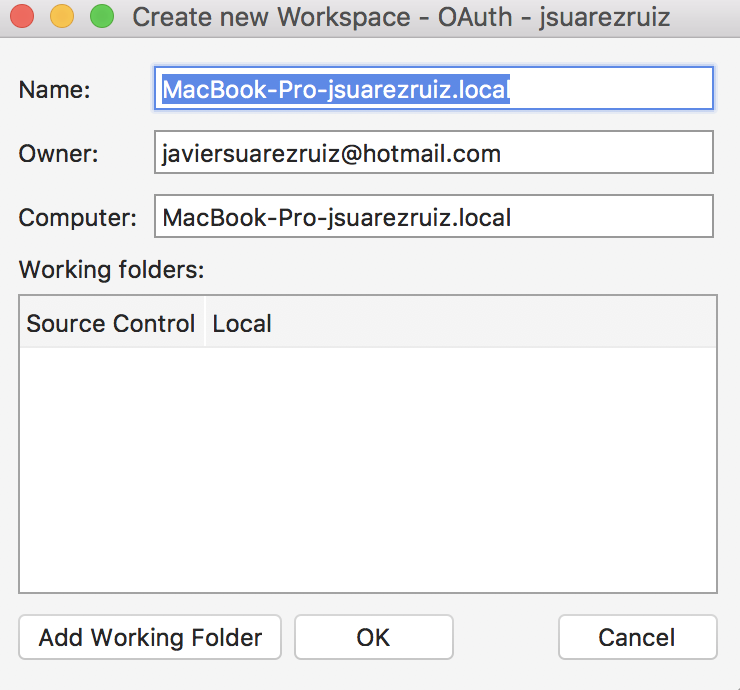 Create new Workspace - OAuth - jsuarezruiz
Name: MacBook-Pro-jsuarezruiz.local
Owner: javiersuarezruiz@hotmail.com
Computer: MacBook-Pro-jsuarezruiz.local
Working folders:
Source Control Local
Add Working Folder OK Cancel